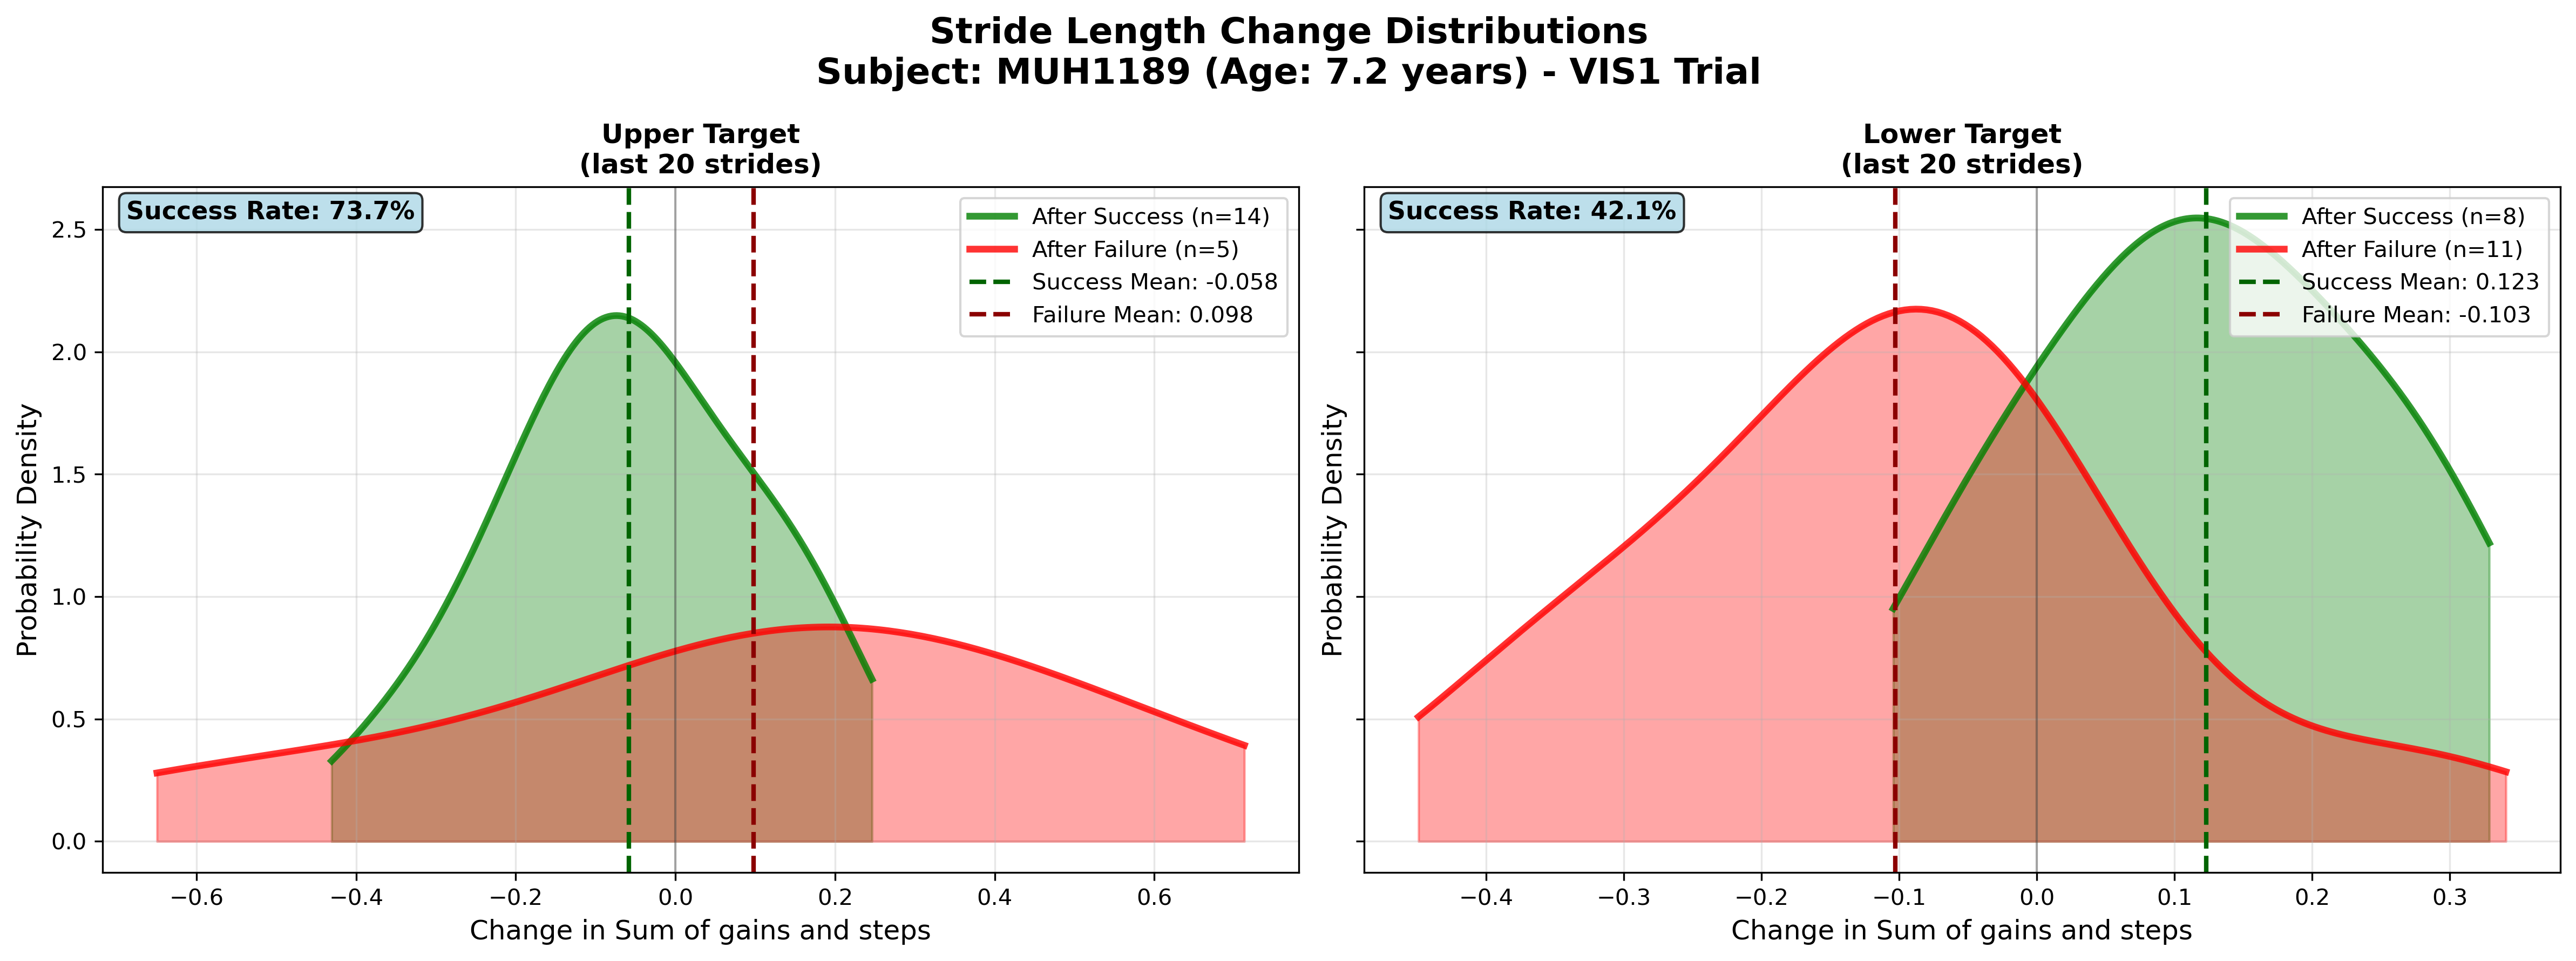 Stride Length Change Distributions
Subject: MUH1189 (Age: 7.2 years) - VIS1 Trial
Upper Target
(last 20 strides)
Success Rate: 73.7%
After Success (n=14)
After Failure (n=5)
Success Mean: -0.058
Failure Mean: 0.098
2.5
2.0
1.5
1.0
0.5
0.0
Probability Density
−0.6
−0.4
−0.2
0.0
0.2
0.4
0.6
Change in Sum of gains and steps
Lower Target
(last 20 strides)
Success Rate: 42.1%
After Success (n=8)
After Failure (n=11)
Success Mean: 0.123
Failure Mean: -0.103
Probability Density
−0.4
−0.3
−0.2
−0.1
0.0
0.1
0.2
0.3
Change in Sum of gains and steps